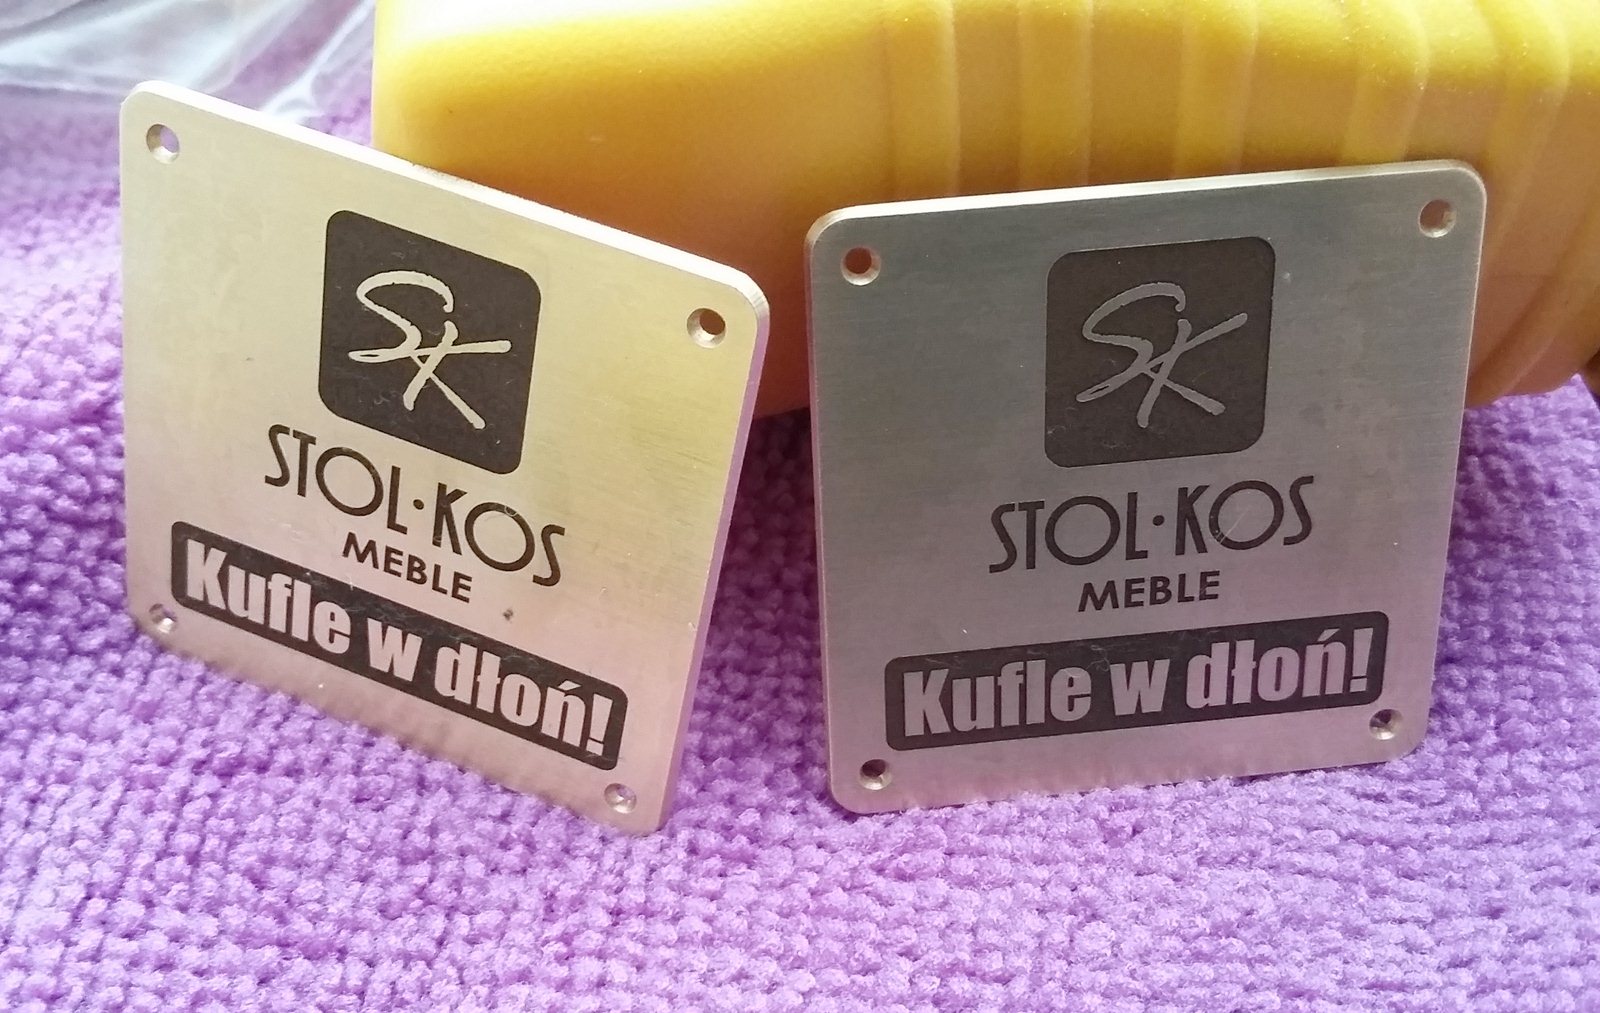 SK
STOL·KOS
MEBLE
Kufle w dłoń!
SK
STOL·KOS
MEBLE
Kufle w dłoń!